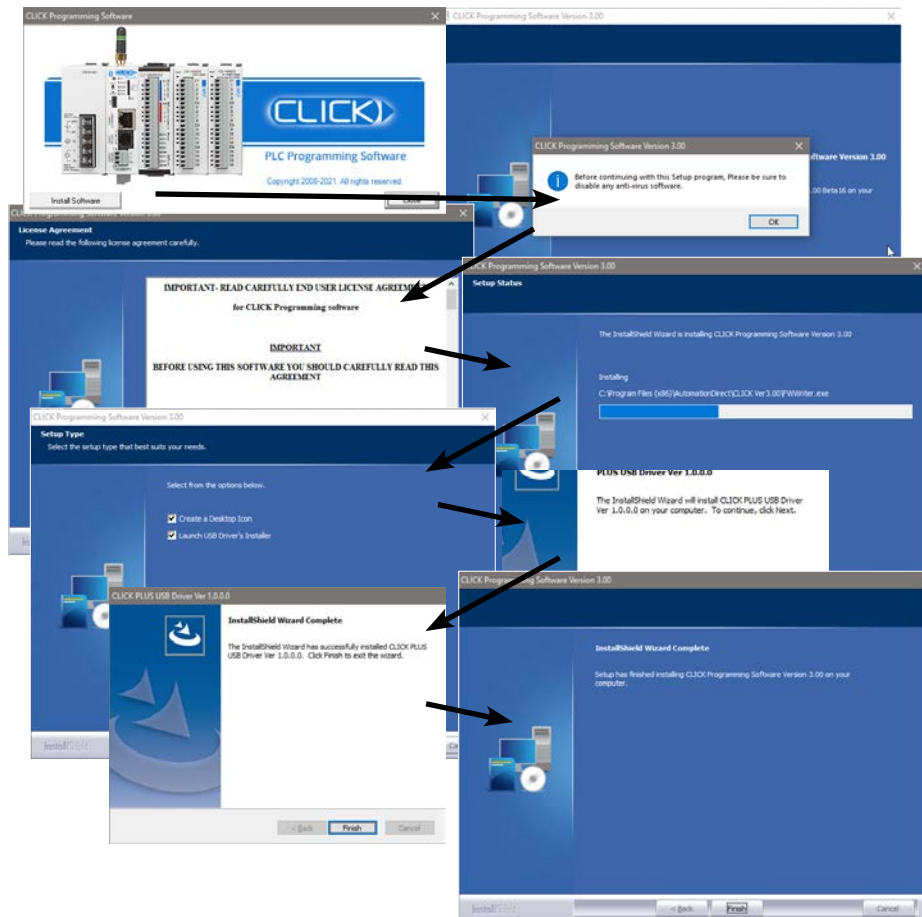 CLICK Programming Software
CLICK
PLC Programming Software
Copyright 2006-2021. All rights reserved.
Install Software
Close
CLICK Programming Software Version 3.00
ftware Version 3.00
.00 Beta16 on your
CLICK Programming Software Version 3.00
Before continuing with this Setup program, Please be sure to
disable any anti-virus software.
OK
License Agreement
Please read the following license agreement carefully.
IMPORTANT- READ CAREFULLY END USER LICENSE AGREEMENT
for CLICK Programming software
IMPORTANT
BEFORE USING THIS SOFTWARE YOU SHOULD CAREFULLY READ THIS
AGREEMENT
CLICK Programming Software Version 3.00
Setup Status
The InstallShield Wizard is installing CLICK Programming Software Version 3.00
Installing
C:\Program Files (x86)\AutomationDirect\CLICK Ver3.00\FWWriter.exe
CLICK Programming Software Version 3.00
Setup Type
Select the setup type that best suits your needs.
Select from the options below.
Create a Desktop Icon
Launch USB Driver's Installer
InstallShield
PLUS USB Driver Ver 1.0.0.0
The InstallShield Wizard will install CLICK PLUS USB Driver
Ver 1.0.0.0 on your computer. To continue, click Next.
CLICK PLUS USB Driver Ver 1.0.0.0
InstallShield Wizard Complete
The InstallShield Wizard has successfully installed CLICK PLUS
USB Driver Ver 1.0.0.0. Click Finish to exit the wizard.
< Back Finish Cancel
CLICK Programming Software Version 3.00
InstallShield Wizard Complete
Setup has finished installing CLICK Programming Software Version 3.00 on your
computer.
InstallShield
< Back Finish Cancel